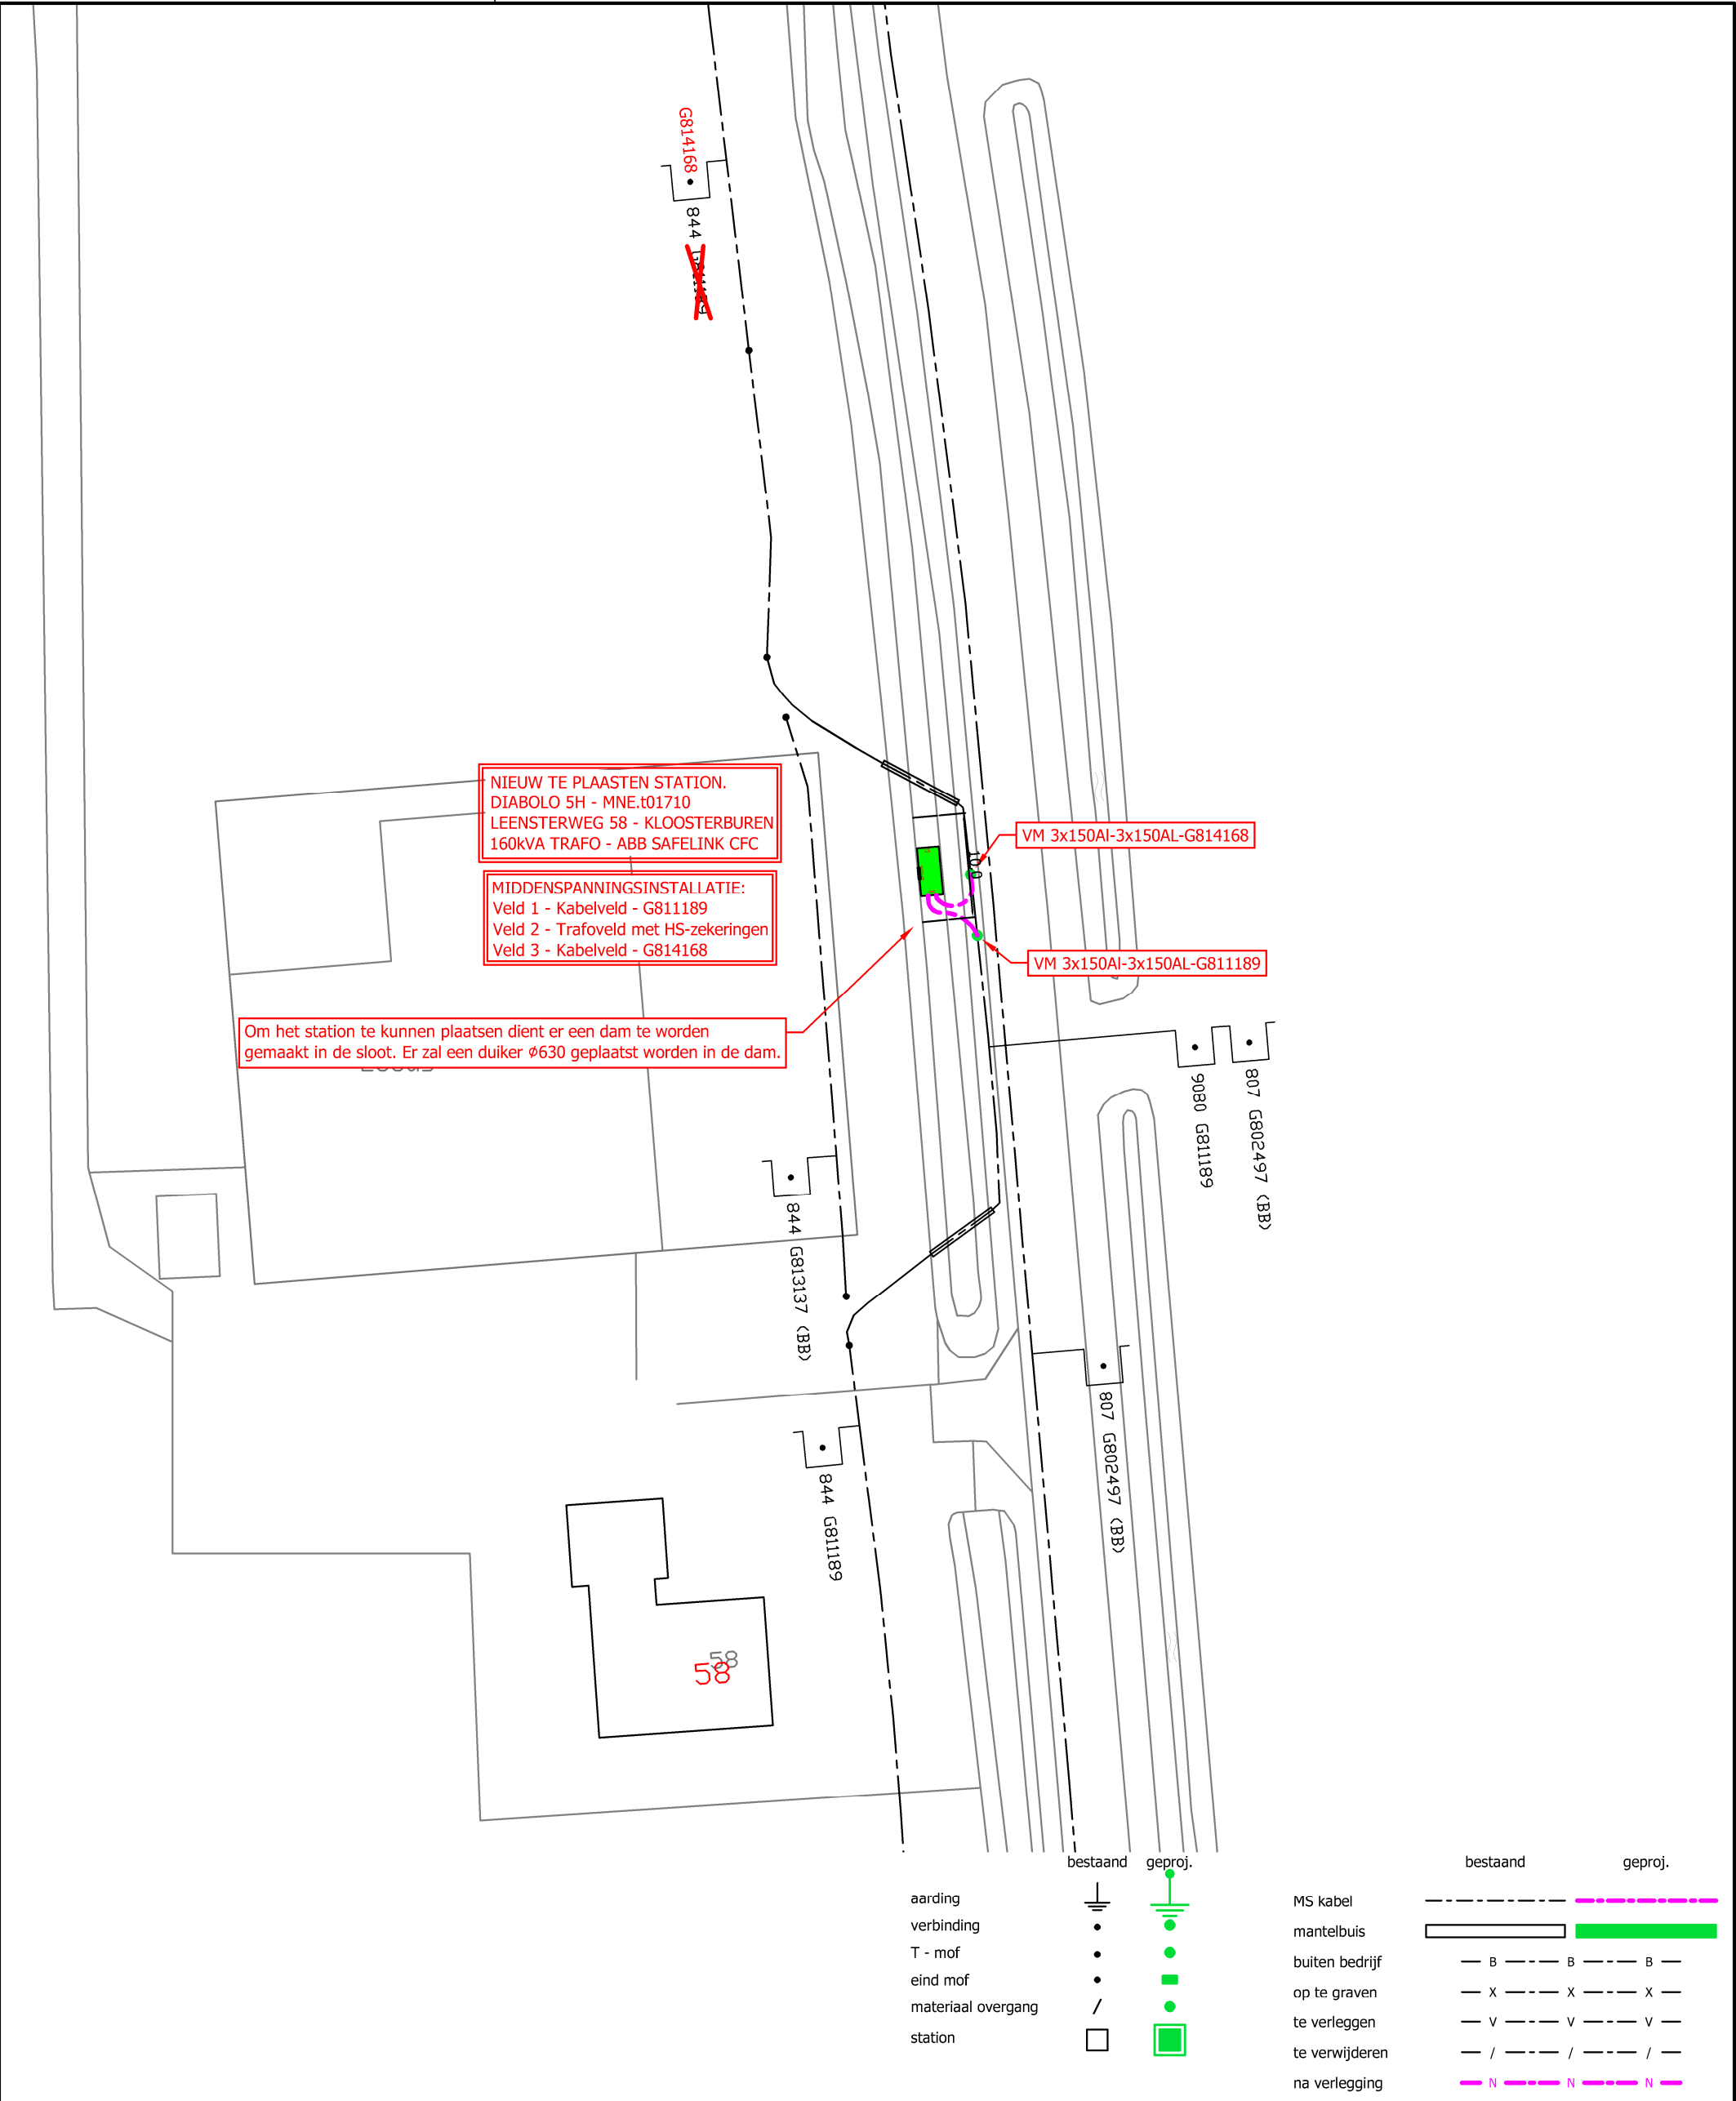 G814168
844
NIEUW TE PLAASTEN STATION.
DIABOLO 5H - MNE.t01710
LEENSTERWEG 58 - KLOOSTERBUREN
160kVA TRAFO - ABB SAFELINK CFC
MIDDENSPANNINGSINSTALLATIE:
Veld 1 - Kabelveld - G811189
Veld 2 - Trafoveld met HS-zekeringen
Veld 3 - Kabelveld - G814168
VM 3x150Al-3x150AL-G814168
10.0
VM 3x150Al-3x150AL-G811189
Om het station te kunnen plaatsen dient er een dam te worden
gemaakt in de sloot. Er zal een duiker ø630 geplaatst worden in de dam.
9080 G811189
807 G802497 (BB)
844 G813137 (BB)
807 G802497 (BB)
844 G811189
58
58
bestaand geproj.
aarding
verbinding
T - mof
eind mof
materiaal overgang
station
bestaand geproj.
MS kabel
mantelbuis
buiten bedrijf B B B
op te graven X X X
te verleggen V V V
te verwijderen / / /
na verlegging N N N